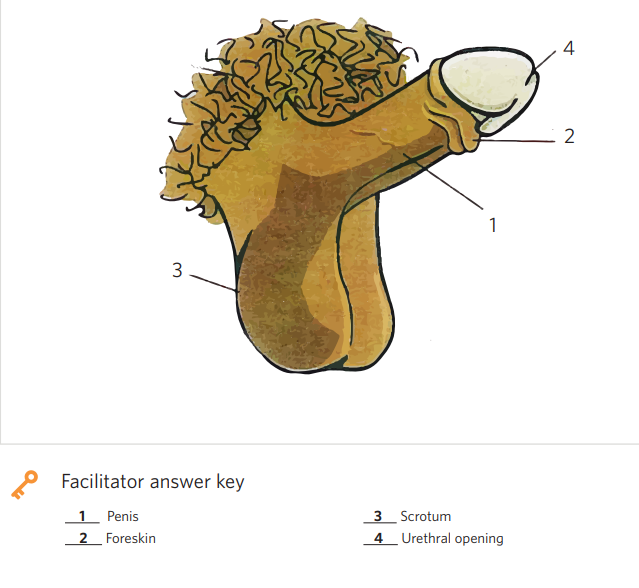 4
2
1
3
Facilitator answer key
1 Penis
3 Scrotum
2 Foreskin
4 Urethral opening